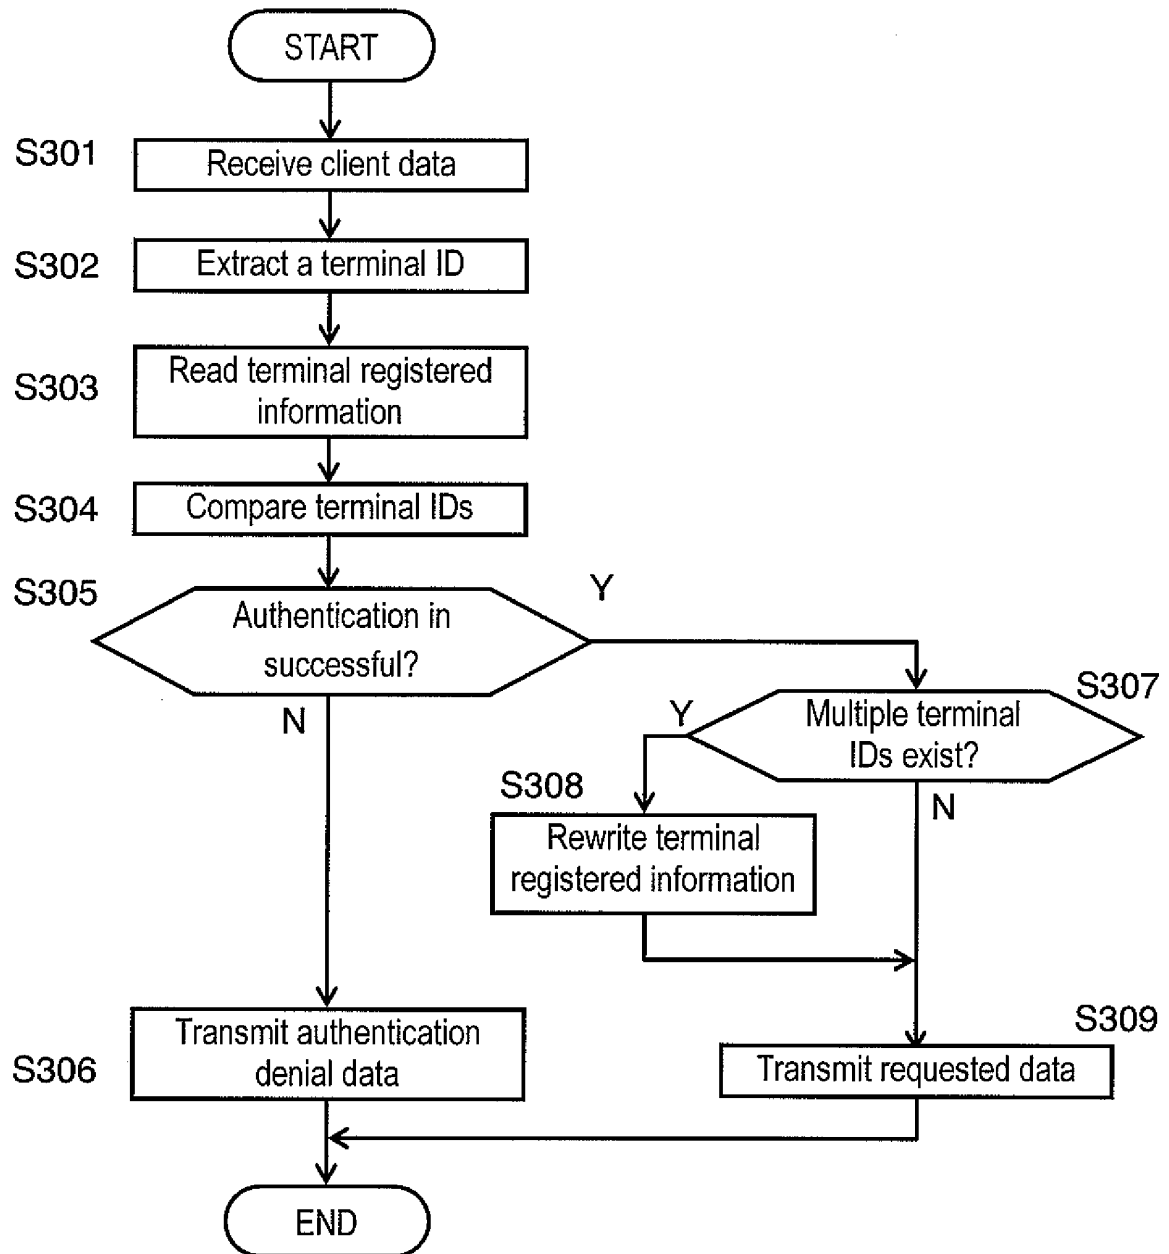 START
S301
Receive client data
S302
Extract a terminal ID
S303
Read terminal registered
information
S304
Compare terminal IDs
S305
Authentication in
successful?
Y
N
S307
Multiple terminal
IDs exist?
Y
N
S308
Rewrite terminal
registered information
S306
Transmit authentication
denial data
S309
Transmit requested data
END